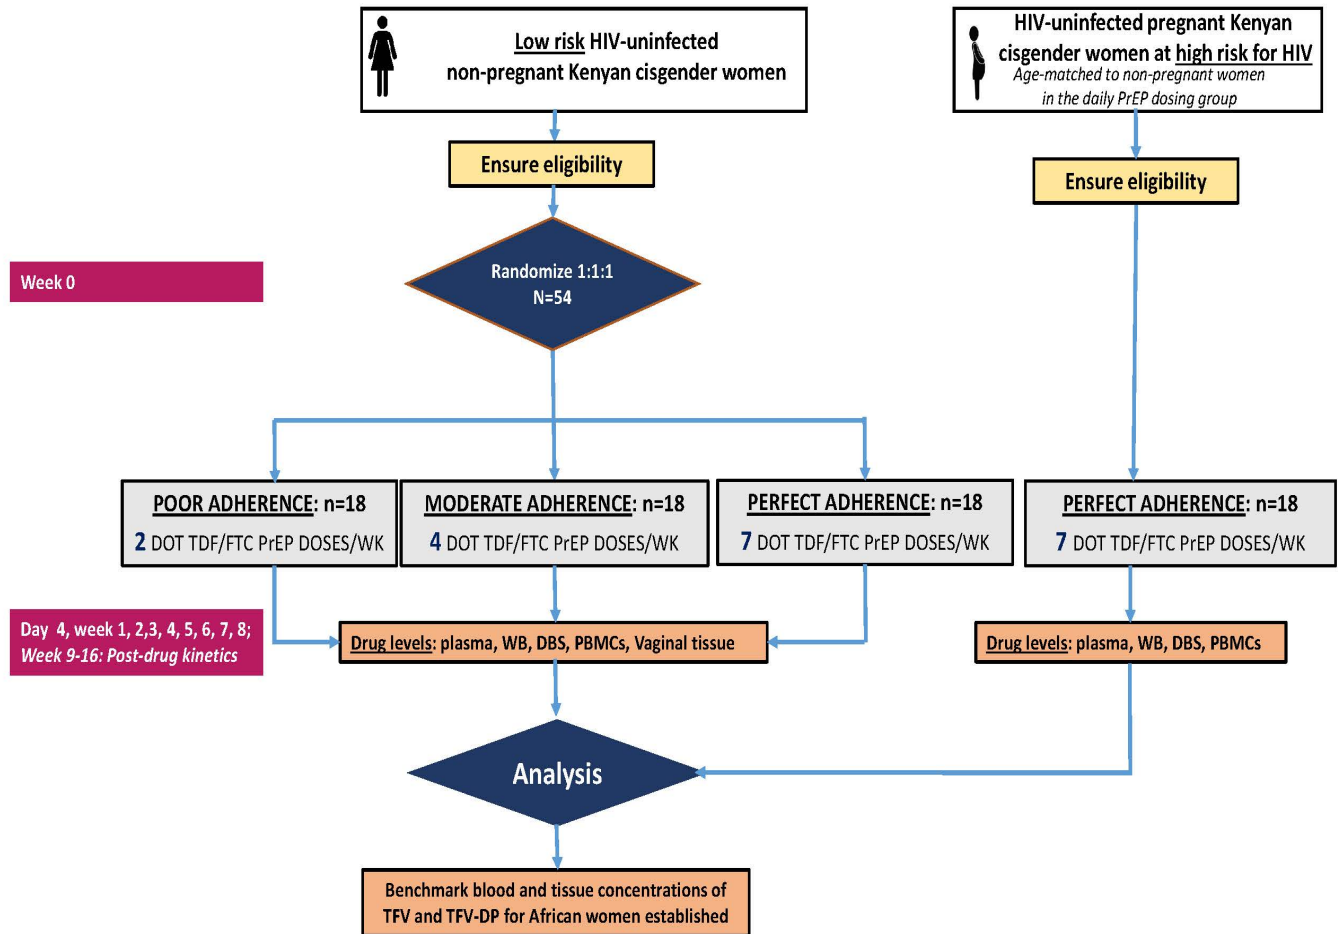 Low risk HIV-uninfected
non-pregnant Kenyan cisgender women
HIV-uninfected pregnant Kenyan
cisgender women at high risk for HIV
Age-matched to non-pregnant women
in the daily PrEP dosing group
Ensure eligibility
Ensure eligibility
Week 0
Randomize 1:1:1
N=54
POOR ADHERENCE: n=18
2 DOT TDF/FTC PrEP DOSES/WK
MODERATE ADHERENCE: n=18
4 DOT TDF/FTC PrEP DOSES/WK
PERFECT ADHERENCE: n=18
7 DOT TDF/FTC PrEP DOSES/WK
PERFECT ADHERENCE: n=18
7 DOT TDF/FTC PrEP DOSES/WK
Day 4, week 1, 2,3, 4, 5, 6, 7, 8;
Week 9-16: Post-drug kinetics
Drug levels: plasma, WB, DBS, PBMCs, Vaginal tissue
Drug levels: plasma, WB, DBS, PBMCs
Analysis
Benchmark blood and tissue concentrations of
TFV and TFV-DP for African women established